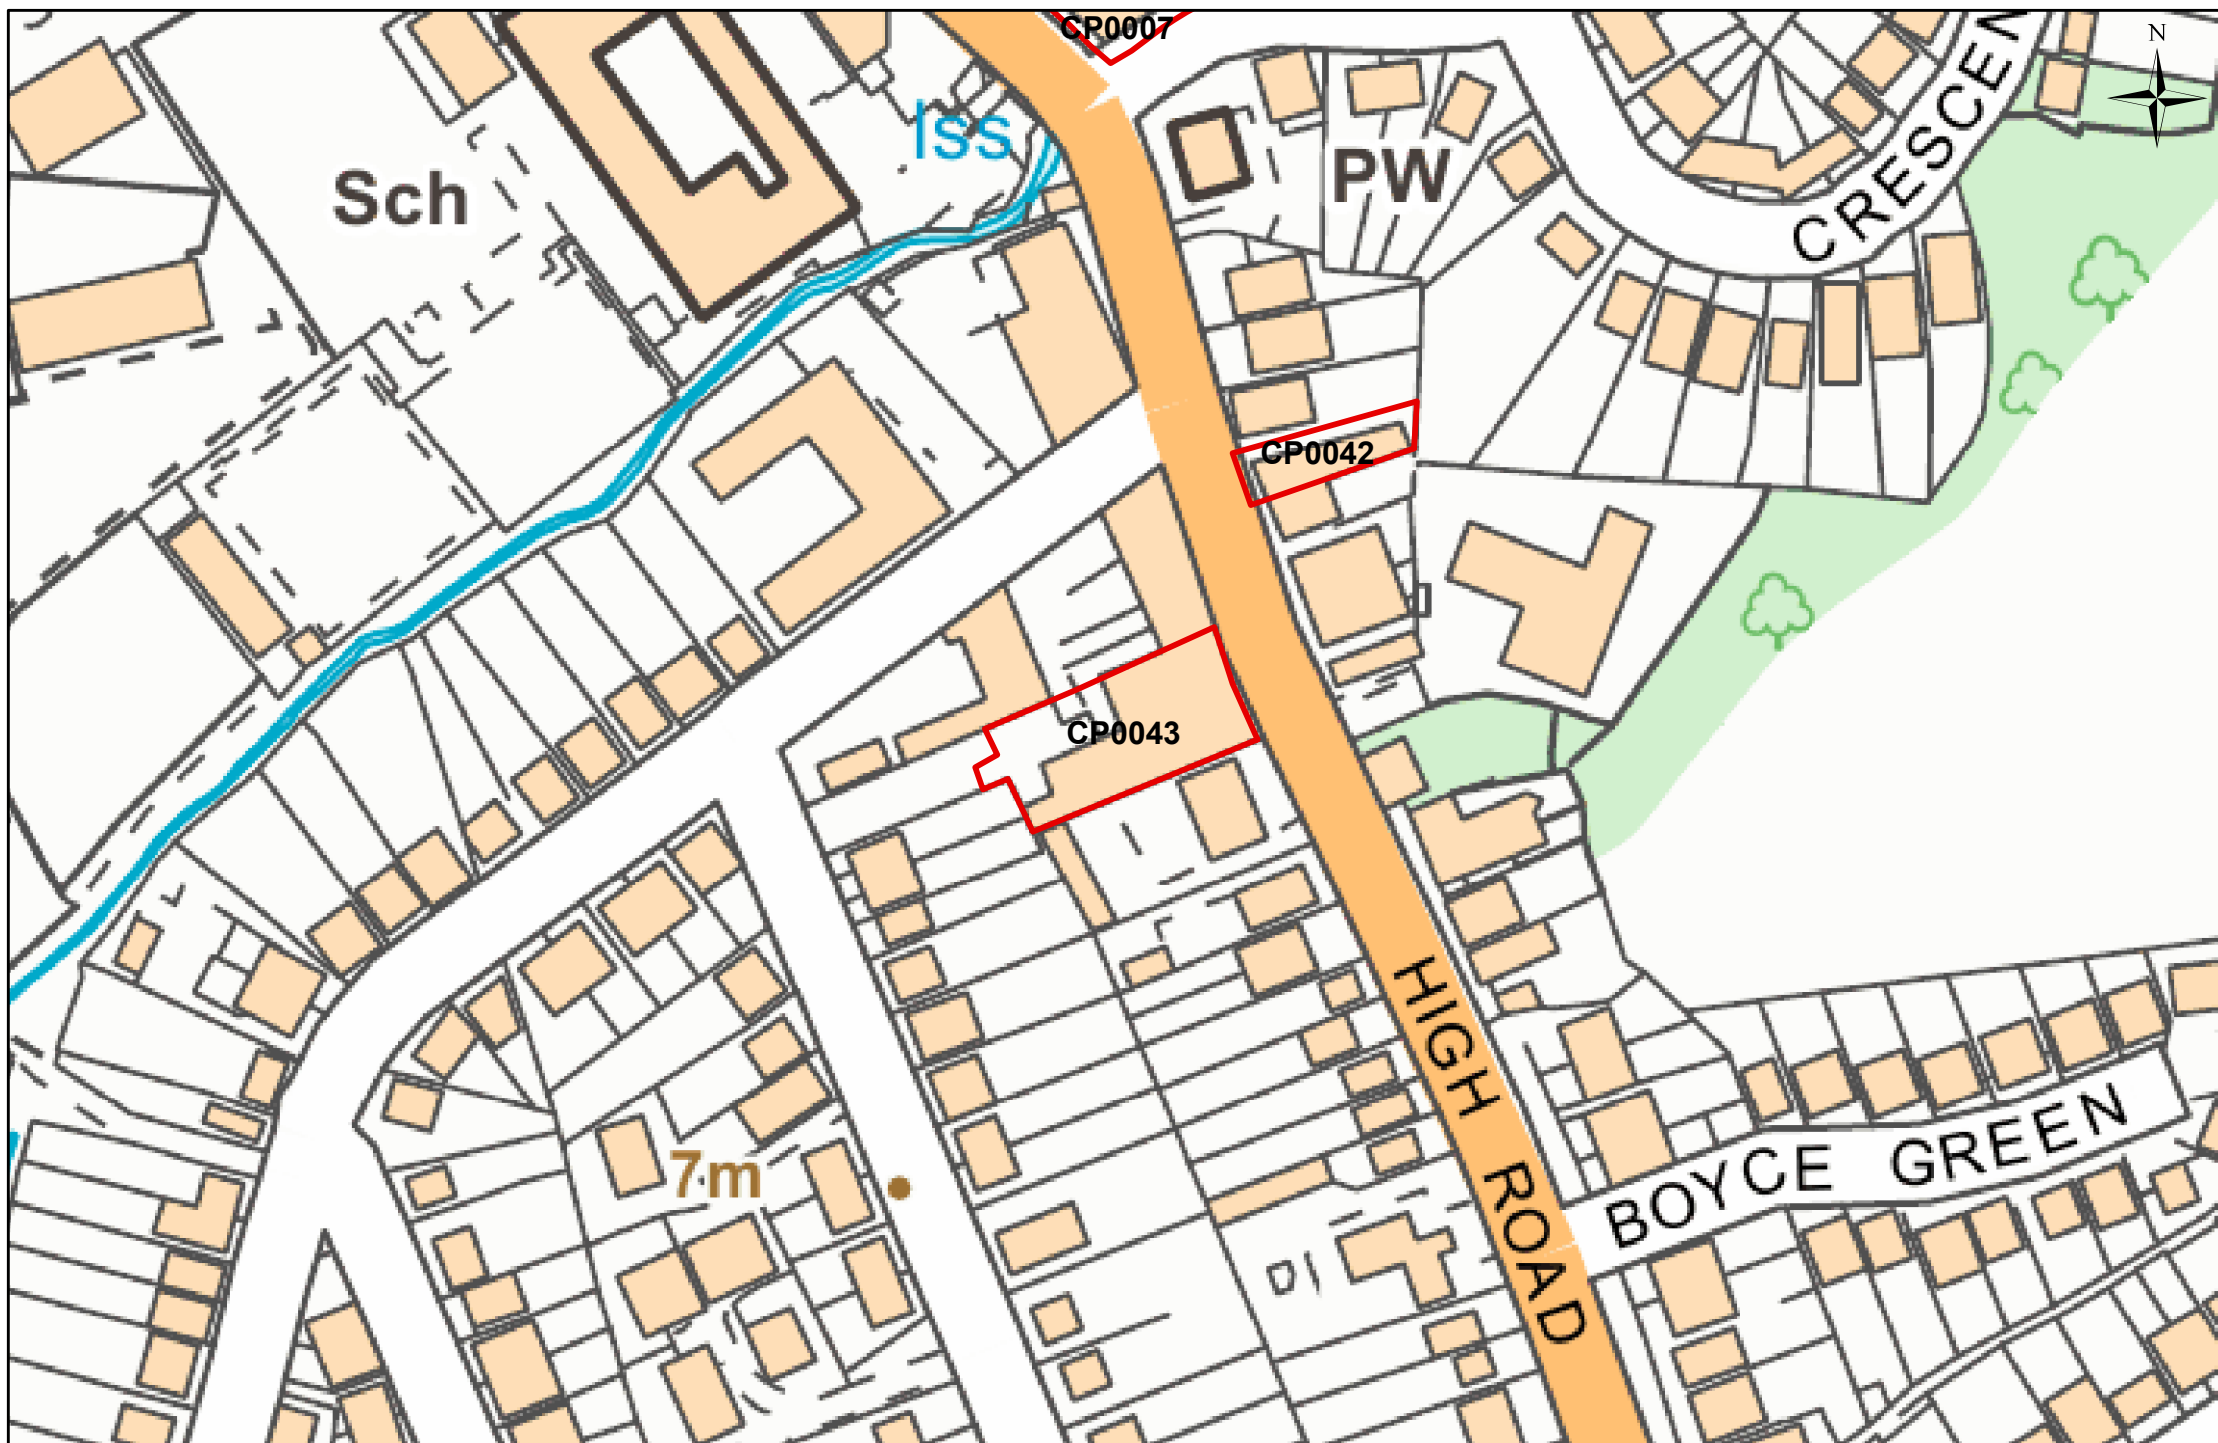 CP0007
N
CRESCEN
Iss
Sch
PW
CP0042
CP0043
HIGH ROAD
BOYCE GREEN
7m